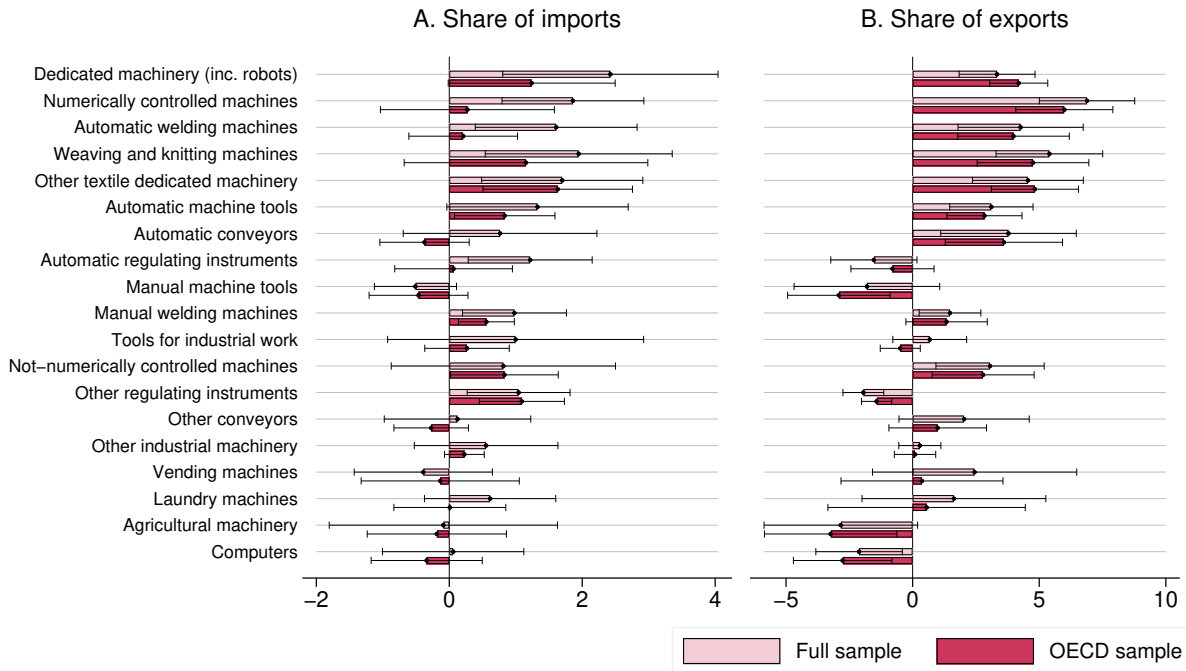 A. Share of imports
B. Share of exports
Dedicated machinery (inc. robots)
Numerically controlled machines
Automatic welding machines
Weaving and knitting machines
Other textile dedicated machinery
Automatic machine tools
Automatic conveyors
Automatic regulating instruments
Manual machine tools
Manual welding machines
Tools for industrial work
Not−numerically controlled machines
Other regulating instruments
Other conveyors
Other industrial machinery
Vending machines
Laundry machines
Agricultural machinery
Computers
−2 0 2 4
−5 0 5 10
Full sample
OECD sample